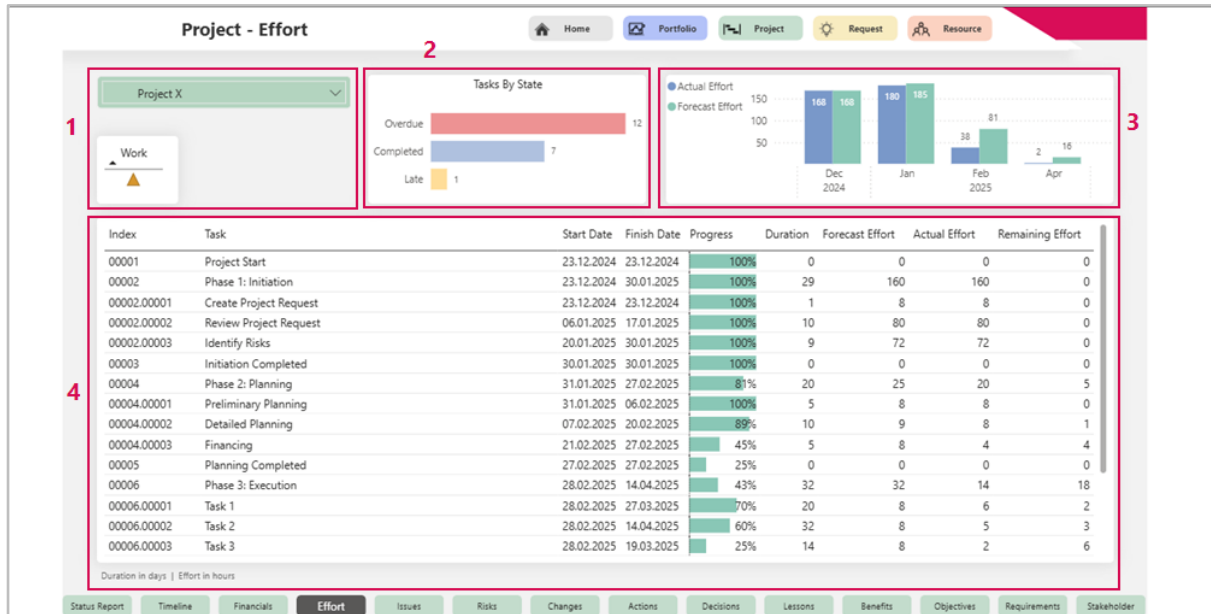 Project - Effort
Home
Portfolio
Project
Request
Resource
2
1
Project X
Work
Tasks By State
Overdue 12
Completed 7
Late 1
3
Actual Effort
Forecast Effort
150
100
50
168 168 180 185 38 81 2 16
Dec Jan Feb Apr
2024 2025
4
Index Task Start Date Finish Date Progress Duration Forecast Effort Actual Effort Remaining Effort
00001 Project Start 23.12.2024 23.12.2024 100% 0 0 0 0
00002 Phase 1: Initiation 23.12.2024 30.01.2025 100% 29 160 160 0
00002.00001 Create Project Request 23.12.2024 23.12.2024 100% 1 8 8 0
00002.00002 Review Project Request 06.01.2025 17.01.2025 100% 10 80 80 0
00002.00003 Identify Risks 20.01.2025 30.01.2025 100% 9 72 72 0
00003 Initiation Completed 30.01.2025 30.01.2025 100% 0 0 0 0
00004 Phase 2: Planning 31.01.2025 27.02.2025 81% 20 25 20 5
00004.00001 Preliminary Planning 31.01.2025 06.02.2025 100% 5 8 8 0
00004.00002 Detailed Planning 07.02.2025 20.02.2025 89% 10 9 8 1
00004.00003 Financing 21.02.2025 27.02.2025 45% 5 8 4 4
00005 Planning Completed 27.02.2025 27.02.2025 25% 0 0 0 0
00006 Phase 3: Execution 28.02.2025 14.04.2025 43% 32 32 14 18
00006.00001 Task 1 28.02.2025 27.03.2025 70% 20 8 6 2
00006.00002 Task 2 28.02.2025 14.04.2025 60% 32 8 5 3
00006.00003 Task 3 28.02.2025 19.03.2025 25% 14 8 2 6
Duration in days | Effort in hours
Status Report Timeline Financials Effort Issues Risks Changes Actions Decisions Lessons Benefits Objectives Requirements Stakeholder